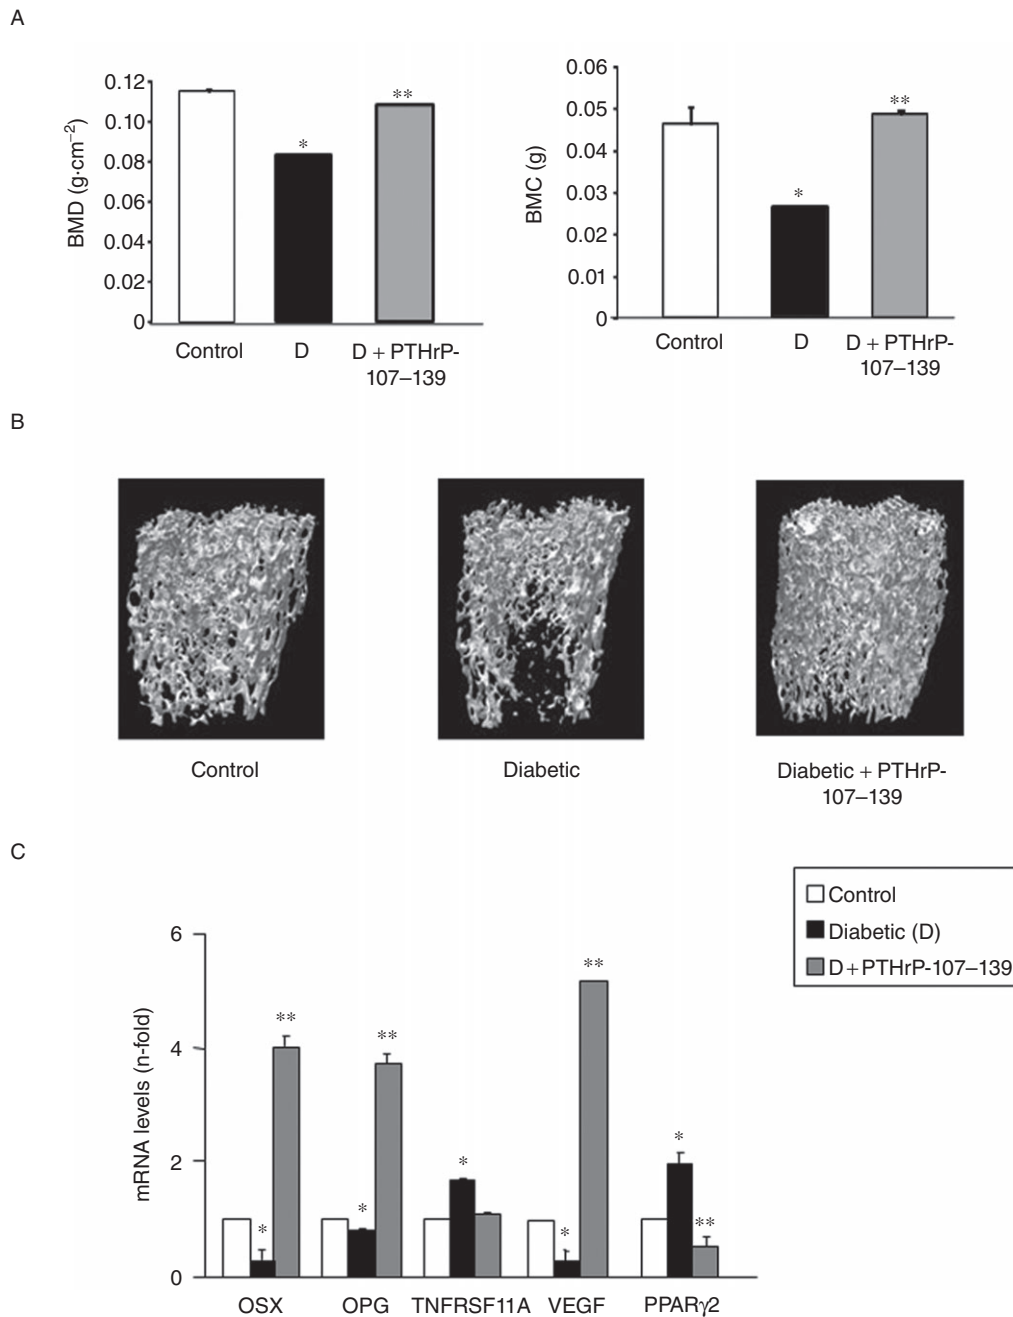 A
0.12
0.10
0.08
0.06
0.04
0.02
0
BMD (g·cm−2)
*
**
Control
D
D + PTHrP-
107–139
0.06
0.05
0.04
0.03
0.02
0.01
0
BMC (g)
*
**
Control
D
D + PTHrP-
107–139
B
Control
Diabetic
Diabetic + PTHrP-
107–139
C
Control
Diabetic (D)
D+PTHrP-107–139
6
4
2
0
mRNA levels (n-fold)
*
**
*
**
*
*
**
*
**
OSX
OPG
TNFRSF11A
VEGF
PPARγ2